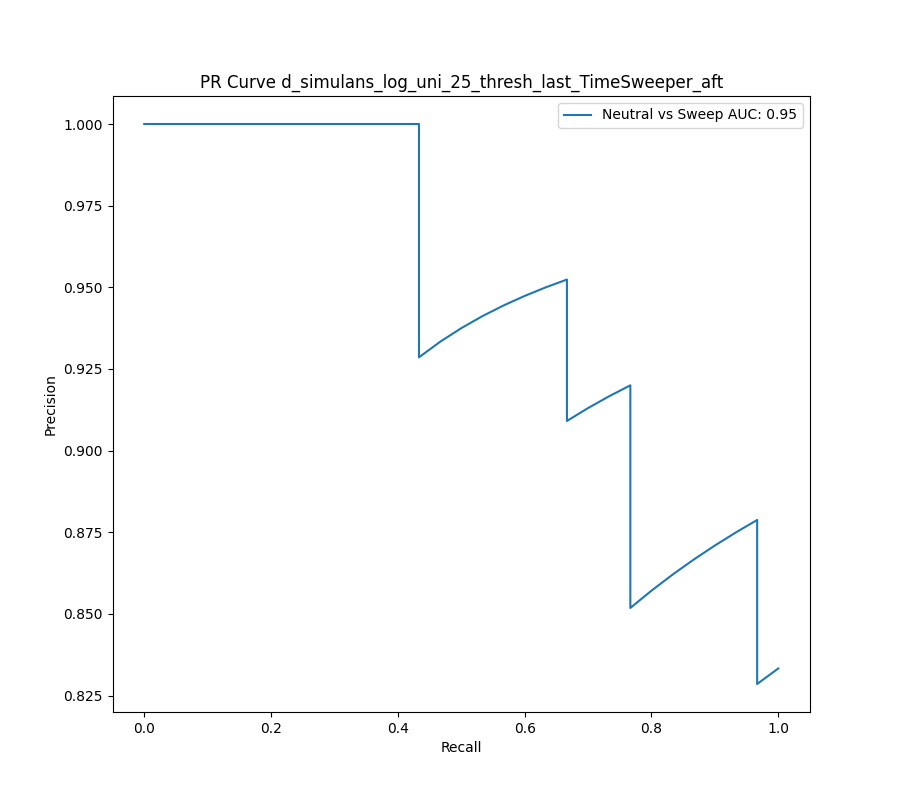 PR Curve d_simulans_log_uni_25_thresh_last_TimeSweeper_aft
Neutral vs Sweep AUC: 0.95
1.000
0.975
0.950
0.925
0.900
0.875
0.850
0.825
Precision
0.0 0.2 0.4 0.6 0.8 1.0
Recall